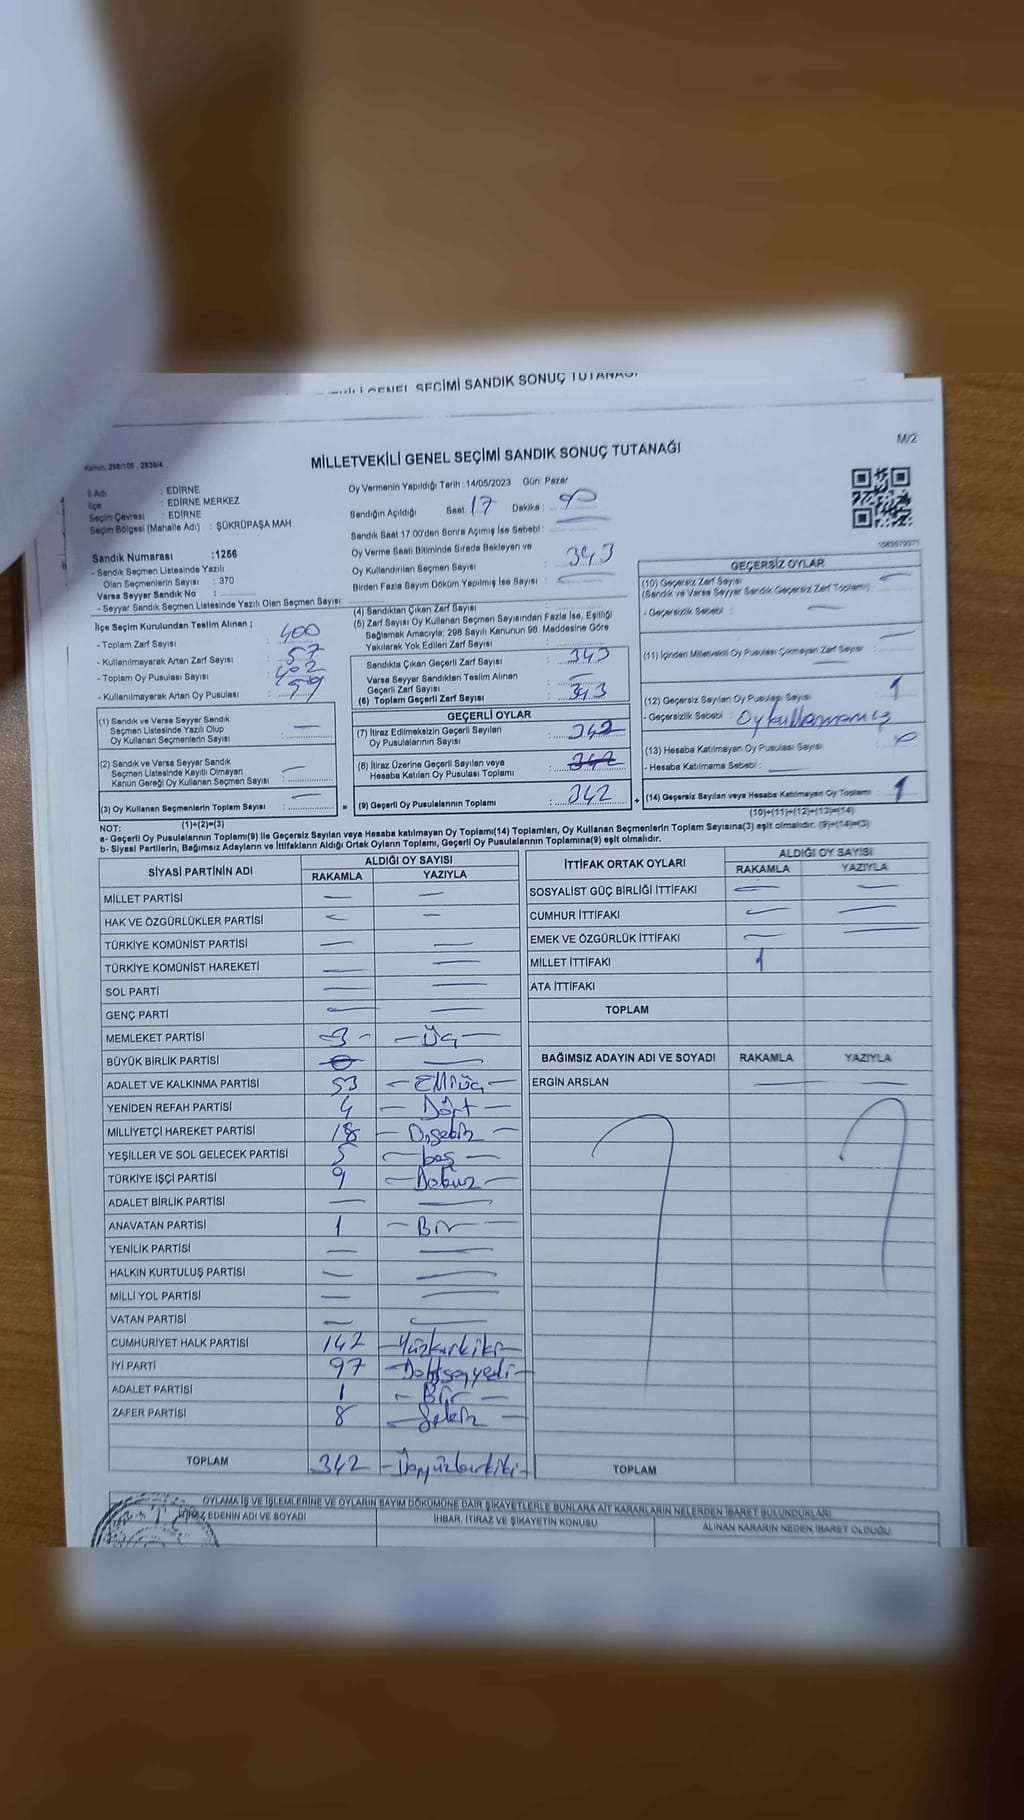 MİLLETVEKİLİ GENEL SEÇİMİ SANDIK SONUÇ TUTANAĞI
M/2
Kanun, 298/105 , 2839/4
MİLLETVEKİLİ GENEL SEÇİMİ SANDIK SONUÇ TUTANAĞI
İl Adı : EDİRNE
İlçe : EDİRNE MERKEZ
Seçim Çevresi : EDİRNE
Seçim Bölgesi (Mahalle Adı) : ŞÜKRÜPAŞA MAH
Oy Vermenin Yapıldığı Tarih :14/05/2023 Gün: Pazar
Sandığın Açıldığı Saat 17 Dakika :
Sandık Saat 17.00'den Sonra Açılmış İse Sebebi :
Oy Verme Saati Bitiminde Sırada Bekleyen ve
Oy Kullandırılan Seçmen Sayısı : 343
Birden Fazla Sayım Döküm Yapılmış İse Sayısı :
Sandık Numarası :1256
- Sandık Seçmen Listesinde Yazılı
Olan Seçmenlerin Sayısı : 370
Varsa Seyyar Sandık No :
- Seyyar Sandık Seçmen Listesinde Yazılı Olan Seçmen Sayısı:
İlçe Seçim Kurulundan Teslim Alınan ;
- Toplam Zarf Sayısı : 400
- Kullanılmayarak Artan Zarf Sayısı : 57
- Toplam Oy Pusulası Sayısı : 402
- Kullanılmayarak Artan Oy Pusulası : 59
(1) Sandık ve Varsa Seyyar Sandık
Seçmen Listesinde Yazılı Olup
Oy Kullanan Seçmenlerin Sayısı : —
(2) Sandık ve Varsa Seyyar Sandık
Seçmen Listesinde Kayıtlı Olmayan
Kanun Gereği Oy Kullanan Seçmen Sayısı : —
(3) Oy Kullanan Seçmenlerin Toplam Sayısı : —
(1)+(2)=(3)
(4) Sandıktan Çıkan Zarf Sayısı :
(5) Zarf Sayısı Oy Kullanan Seçmen Sayısından Fazla İse, Eşitliği
Sağlamak Amacıyla; 298 Sayılı Kanunun 98. Maddesine Göre
Yakılarak Yok Edilen Zarf Sayısı :
Sandıkta Çıkan Geçerli Zarf Sayısı : 343
Varsa Seyyar Sandıktan Teslim Alınan
Geçerli Zarf Sayısı : —
(6) Toplam Geçerli Zarf Sayısı : 343
GEÇERLİ OYLAR
(7) İtiraz Edilmeksizin Geçerli Sayılan
Oy Pusulalarının Sayısı : 342
(8) İtiraz Üzerine Geçerli Sayılan veya
Hesaba Katılan Oy Pusulası Toplamı : 342
(9) Geçerli Oy Pusulalarının Toplamı : 342
GEÇERSİZ OYLAR
(10) Geçersiz Zarf Sayısı : —
(Sandık ve Varsa Seyyar Sandık Geçersiz Zarf Toplamı)
- Geçersizlik Sebebi : —
(11) İçinden Milletvekili Oy Pusulası Çıkmayan Zarf Sayısı : —
(12) Geçersiz Sayılan Oy Pusulası Sayısı : 1
- Geçersizlik Sebebi : Oy kullanmamış
(13) Hesaba Katılmayan Oy Pusulası Sayısı :
- Hesaba Katılmama Sebebi : —
(14) Geçersiz Sayılan veya Hesaba Katılmayan Oy Toplamı : 1
(10)+(11)+(12)+(13)=(14)
NOT:
a- Geçerli Oy Pusulalarının Toplamı(9) ile Geçersiz Sayılan veya Hesaba katılmayan Oy Toplamı(14) Toplamları, Oy Kullanan Seçmenlerin Toplam Sayısına(3) eşit olmalıdır. (9)+(14)=(3)
b- Siyasi Partilerin, Bağımsız Adayların ve İttifakların Aldığı Ortak Oyların Toplamı, Geçerli Oy Pusulalarının Toplamına(9) eşit olmalıdır.
SİYASİ PARTİNİN ADI ALDIĞI OY SAYISI
RAKAMLA YAZIYLA
MİLLET PARTİSİ — —
HAK VE ÖZGÜRLÜKLER PARTİSİ — —
TÜRKİYE KOMÜNİST PARTİSİ — —
TÜRKİYE KOMÜNİST HAREKETİ — —
SOL PARTİ — —
GENÇ PARTİ — —
MEMLEKET PARTİSİ 3 — Üç —
BÜYÜK BİRLİK PARTİSİ —
ADALET VE KALKINMA PARTİSİ 53 — Elliüç —
YENİDEN REFAH PARTİSİ 4 — Dört —
MİLLİYETÇİ HAREKET PARTİSİ 18 — Onsekiz —
YEŞİLLER VE SOL GELECEK PARTİSİ 5 — beş —
TÜRKİYE İŞÇİ PARTİSİ 9 — Dokuz —
ADALET BİRLİK PARTİSİ — —
ANAVATAN PARTİSİ 1 — Bir —
YENİLİK PARTİSİ — —
HALKIN KURTULUŞ PARTİSİ — —
MİLLİ YOL PARTİSİ — —
VATAN PARTİSİ — —
CUMHURİYET HALK PARTİSİ 142 — Yüzkırkiki —
İYİ PARTİ 97 — Doksanyedi —
ADALET PARTİSİ 1 — Bir —
ZAFER PARTİSİ 8 — Sekiz —
TOPLAM 342 — Üçyüzkırkiki —
İTTİFAK ORTAK OYLARI ALDIĞI OY SAYISI
RAKAMLA YAZIYLA
SOSYALİST GÜÇ BİRLİĞİ İTTİFAKI — —
CUMHUR İTTİFAKI — —
EMEK VE ÖZGÜRLÜK İTTİFAKI — —
MİLLET İTTİFAKI 1
ATA İTTİFAKI
TOPLAM
BAĞIMSIZ ADAYIN ADI VE SOYADI RAKAMLA YAZIYLA
ERGİN ARSLAN — —
TOPLAM
OYLAMA İŞ VE İŞLEMLERİNE VE OYLARIN SAYIM DÖKÜMÜNE DAİR ŞİKAYETLERLE BUNLARA AİT KARARLARIN NELERDEN İBARET BULUNDUKLARI
EDENİN ADI VE SOYADI
İHBAR, İTİRAZ VE ŞİKAYETİN KONUSU
ALINAN KARARIN NEDEN İBARET OLDUĞU